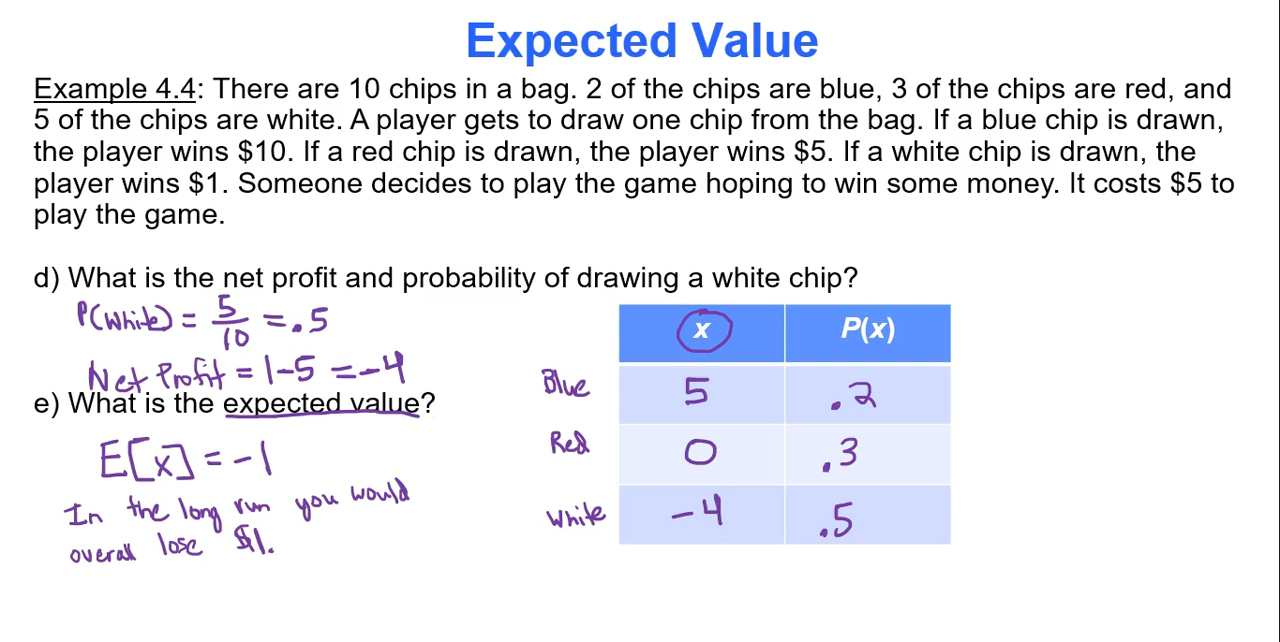 Expected Value
Example 4.4: There are 10 chips in a bag. 2 of the chips are blue, 3 of the chips are red, and
5 of the chips are white. A player gets to draw one chip from the bag. If a blue chip is drawn,
the player wins $10. If a red chip is drawn, the player wins $5. If a white chip is drawn, the
player wins $1. Someone decides to play the game hoping to win some money. It costs $5 to
play the game.
d) What is the net profit and probability of drawing a white chip?
P(White) = 5/10 = .5
Net Profit = 1-5 = -4
e) What is the expected value?
E[x] = -1
In the long run you would
overall lose $1.
x P(x)
Blue 5 .2
Red 0 .3
White -4 .5